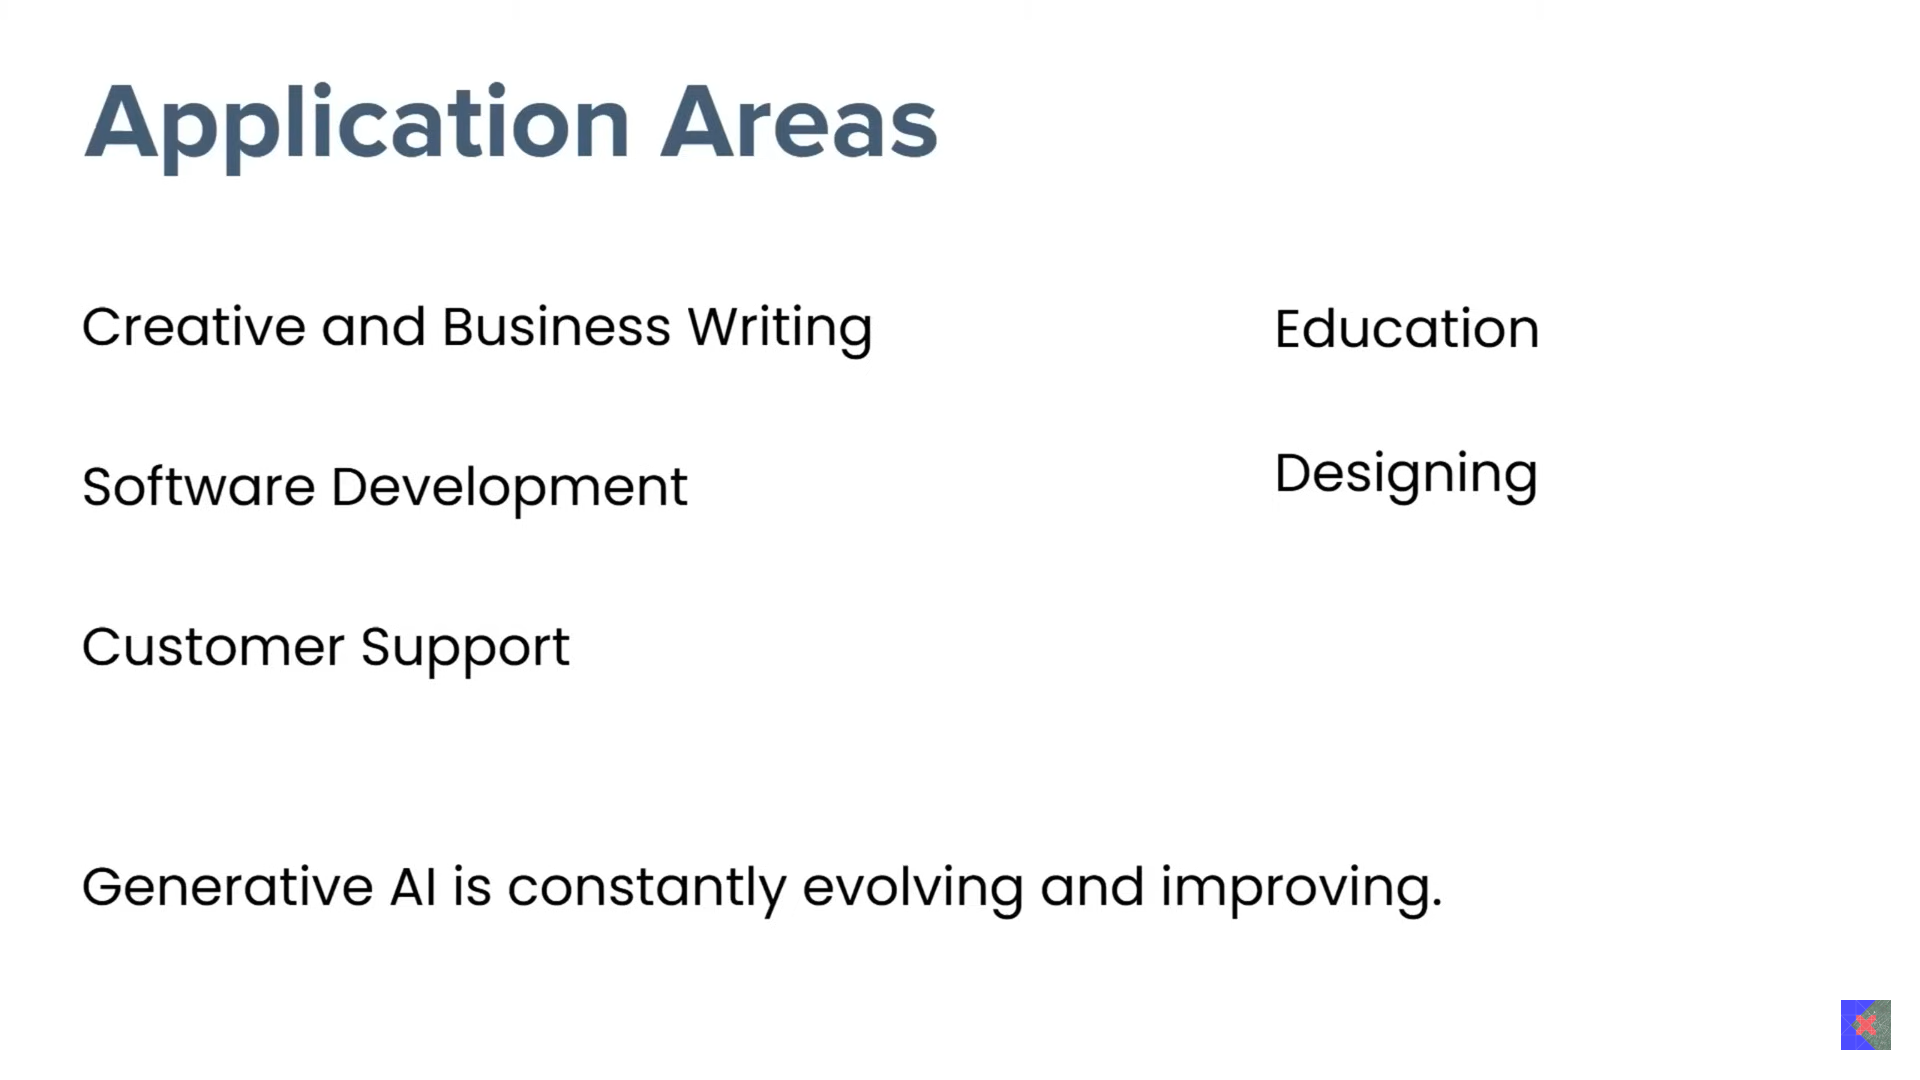 Application Areas
Creative and Business Writing
Education
Software Development
Designing
Customer Support
Generative AI is constantly evolving and improving.